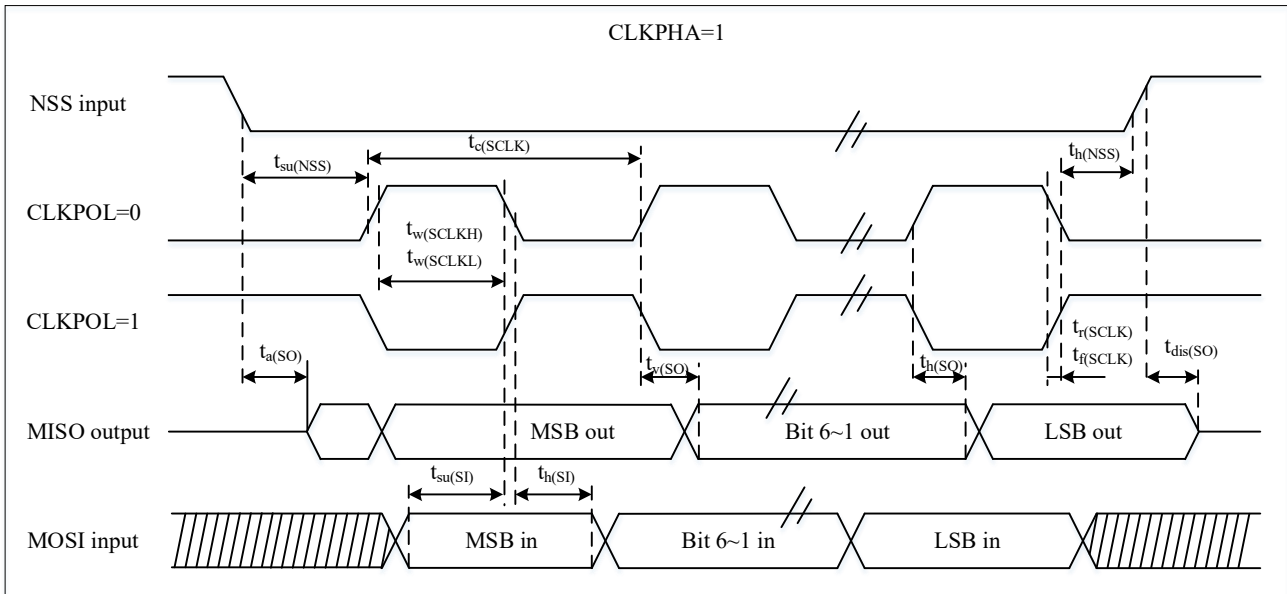 CLKPHA=1
NSS input
tc(SCLK)
tsu(NSS)
th(NSS)
CLKPOL=0
tw(SCLKH)
tw(SCLKL)
CLKPOL=1
ta(SO)
tv(SO)
th(SO)
tr(SCLK)
tf(SCLK)
tdis(SO)
MISO output
MSB out
Bit 6~1 out
LSB out
tsu(SI)
th(SI)
MOSI input
MSB in
Bit 6~1 in
LSB in